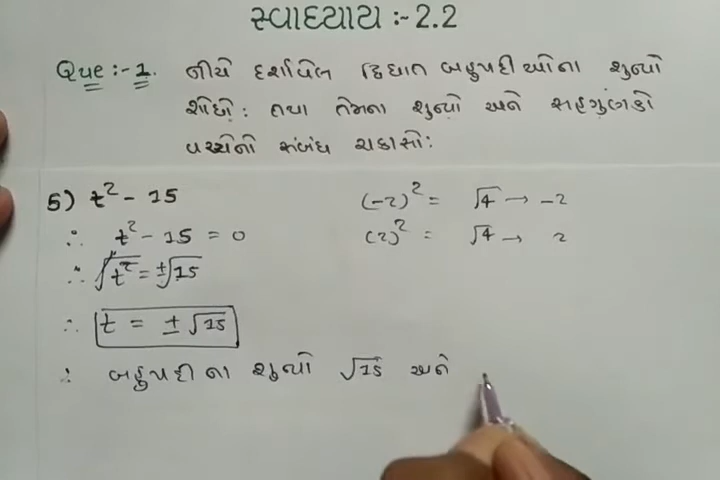 સ્વાધ્યાય :- 2.2
Que :- 1. નીચે દર્શાવેલ દ્વિઘાત બહુપદીઓના શુન્યો
શોધો : તથા તેમના શુન્યો અને સહગુણકો
વચ્ચેનો સંબંધ ચકાસો:
5) t² - 15
(-2)² = √4 → -2
∴ t² - 15 = 0
(2)² = √4 → 2
∴ √t² = ±√15
∴ t = ± √15
∴ બહુપદીના શુન્યો √15 અને